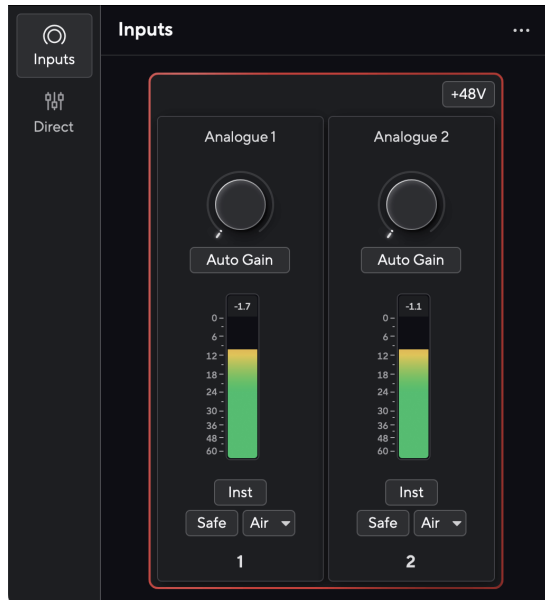 Inputs
Direct
Inputs
...
+48V
Analogue 1
Analogue 2
Auto Gain
Auto Gain
-1.7
0
6
12
18
24
30
36
48
60
-1.1
0
6
12
18
24
30
36
48
60
Inst
Inst
Safe Air
Safe Air
1
2